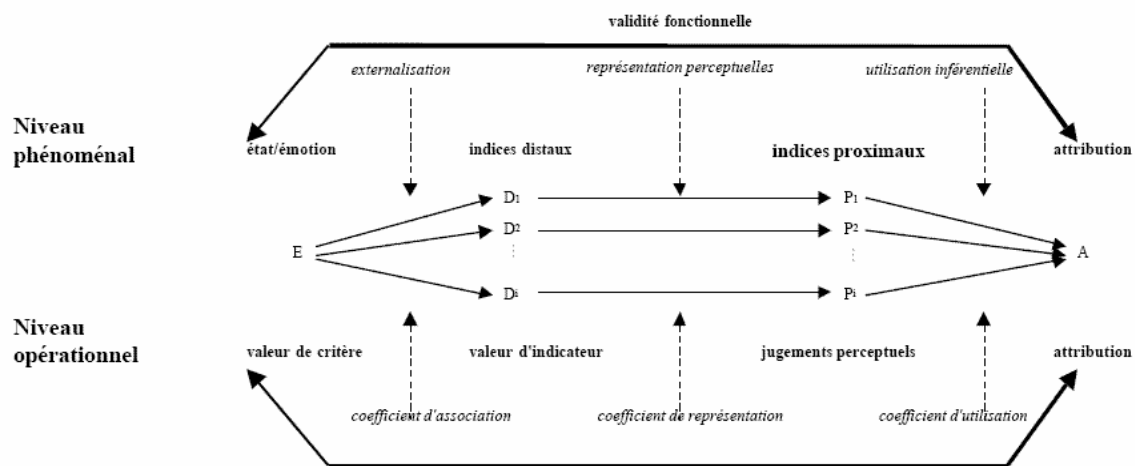 validité fonctionnelle
externalisation
représentation perceptuelles
utilisation inférentielle
Niveau
phénoménal
état/émotion
indices distaux
indices proximaux
attribution
D1
P1
D2
P2
E
⋮
⋮
A
Di
Pi
Niveau
opérationnel
valeur de critère
valeur d'indicateur
jugements perceptuels
attribution
coefficient d'association
coefficient de représentation
coefficient d'utilisation